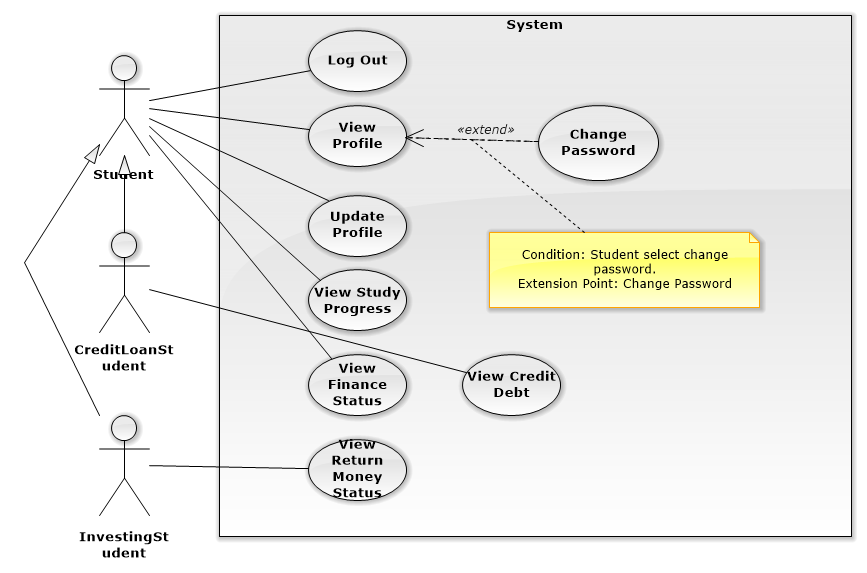 System
Log Out
View
Profile
«extend»
Change
Password
Student
Update
Profile
Condition: Student select change
password.
Extension Point: Change Password
View Study
Progress
CreditLoanSt
udent
View
Finance
Status
View Credit
Debt
View
Return
Money
Status
InvestingSt
udent